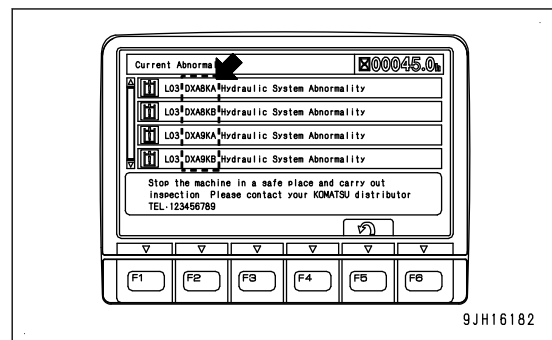 Current Abnorma
00045.0h
L03 DXA8KA Hydraulic System Abnormality
L03 DXA8KB Hydraulic System Abnormality
L03 DXA9KA Hydraulic System Abnormality
L03 DXA9KB Hydraulic System Abnormality
Stop the machine in a safe place and carry out
inspection Please contact your KOMATSU distributor
TEL·123456789
F1 F2 F3 F4 F5 F6
9JH16182